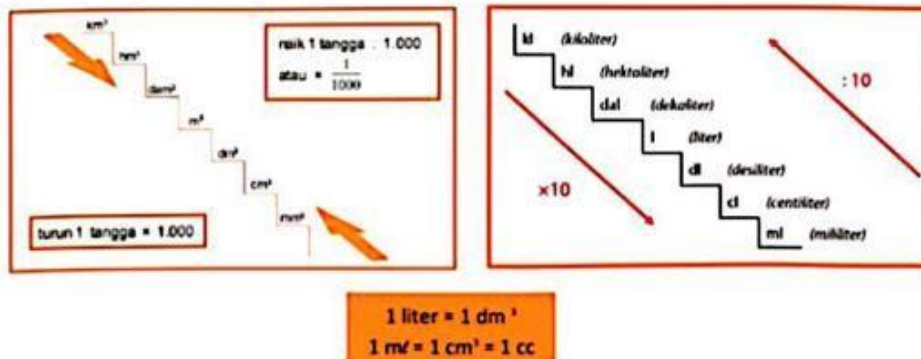 km³
hm³
dam³
m³
dm³
cm³
mm³
naik 1 tangga : 1.000
atau × 1/1000
turun 1 tangga × 1.000
kl (kiloliter)
hl (hektoliter)
dal (dekaliter)
l (liter)
dl (desiliter)
cl (centiliter)
ml (mililiter)
: 10
×10
1 liter = 1 dm³
1 mℓ = 1 cm³ = 1 cc